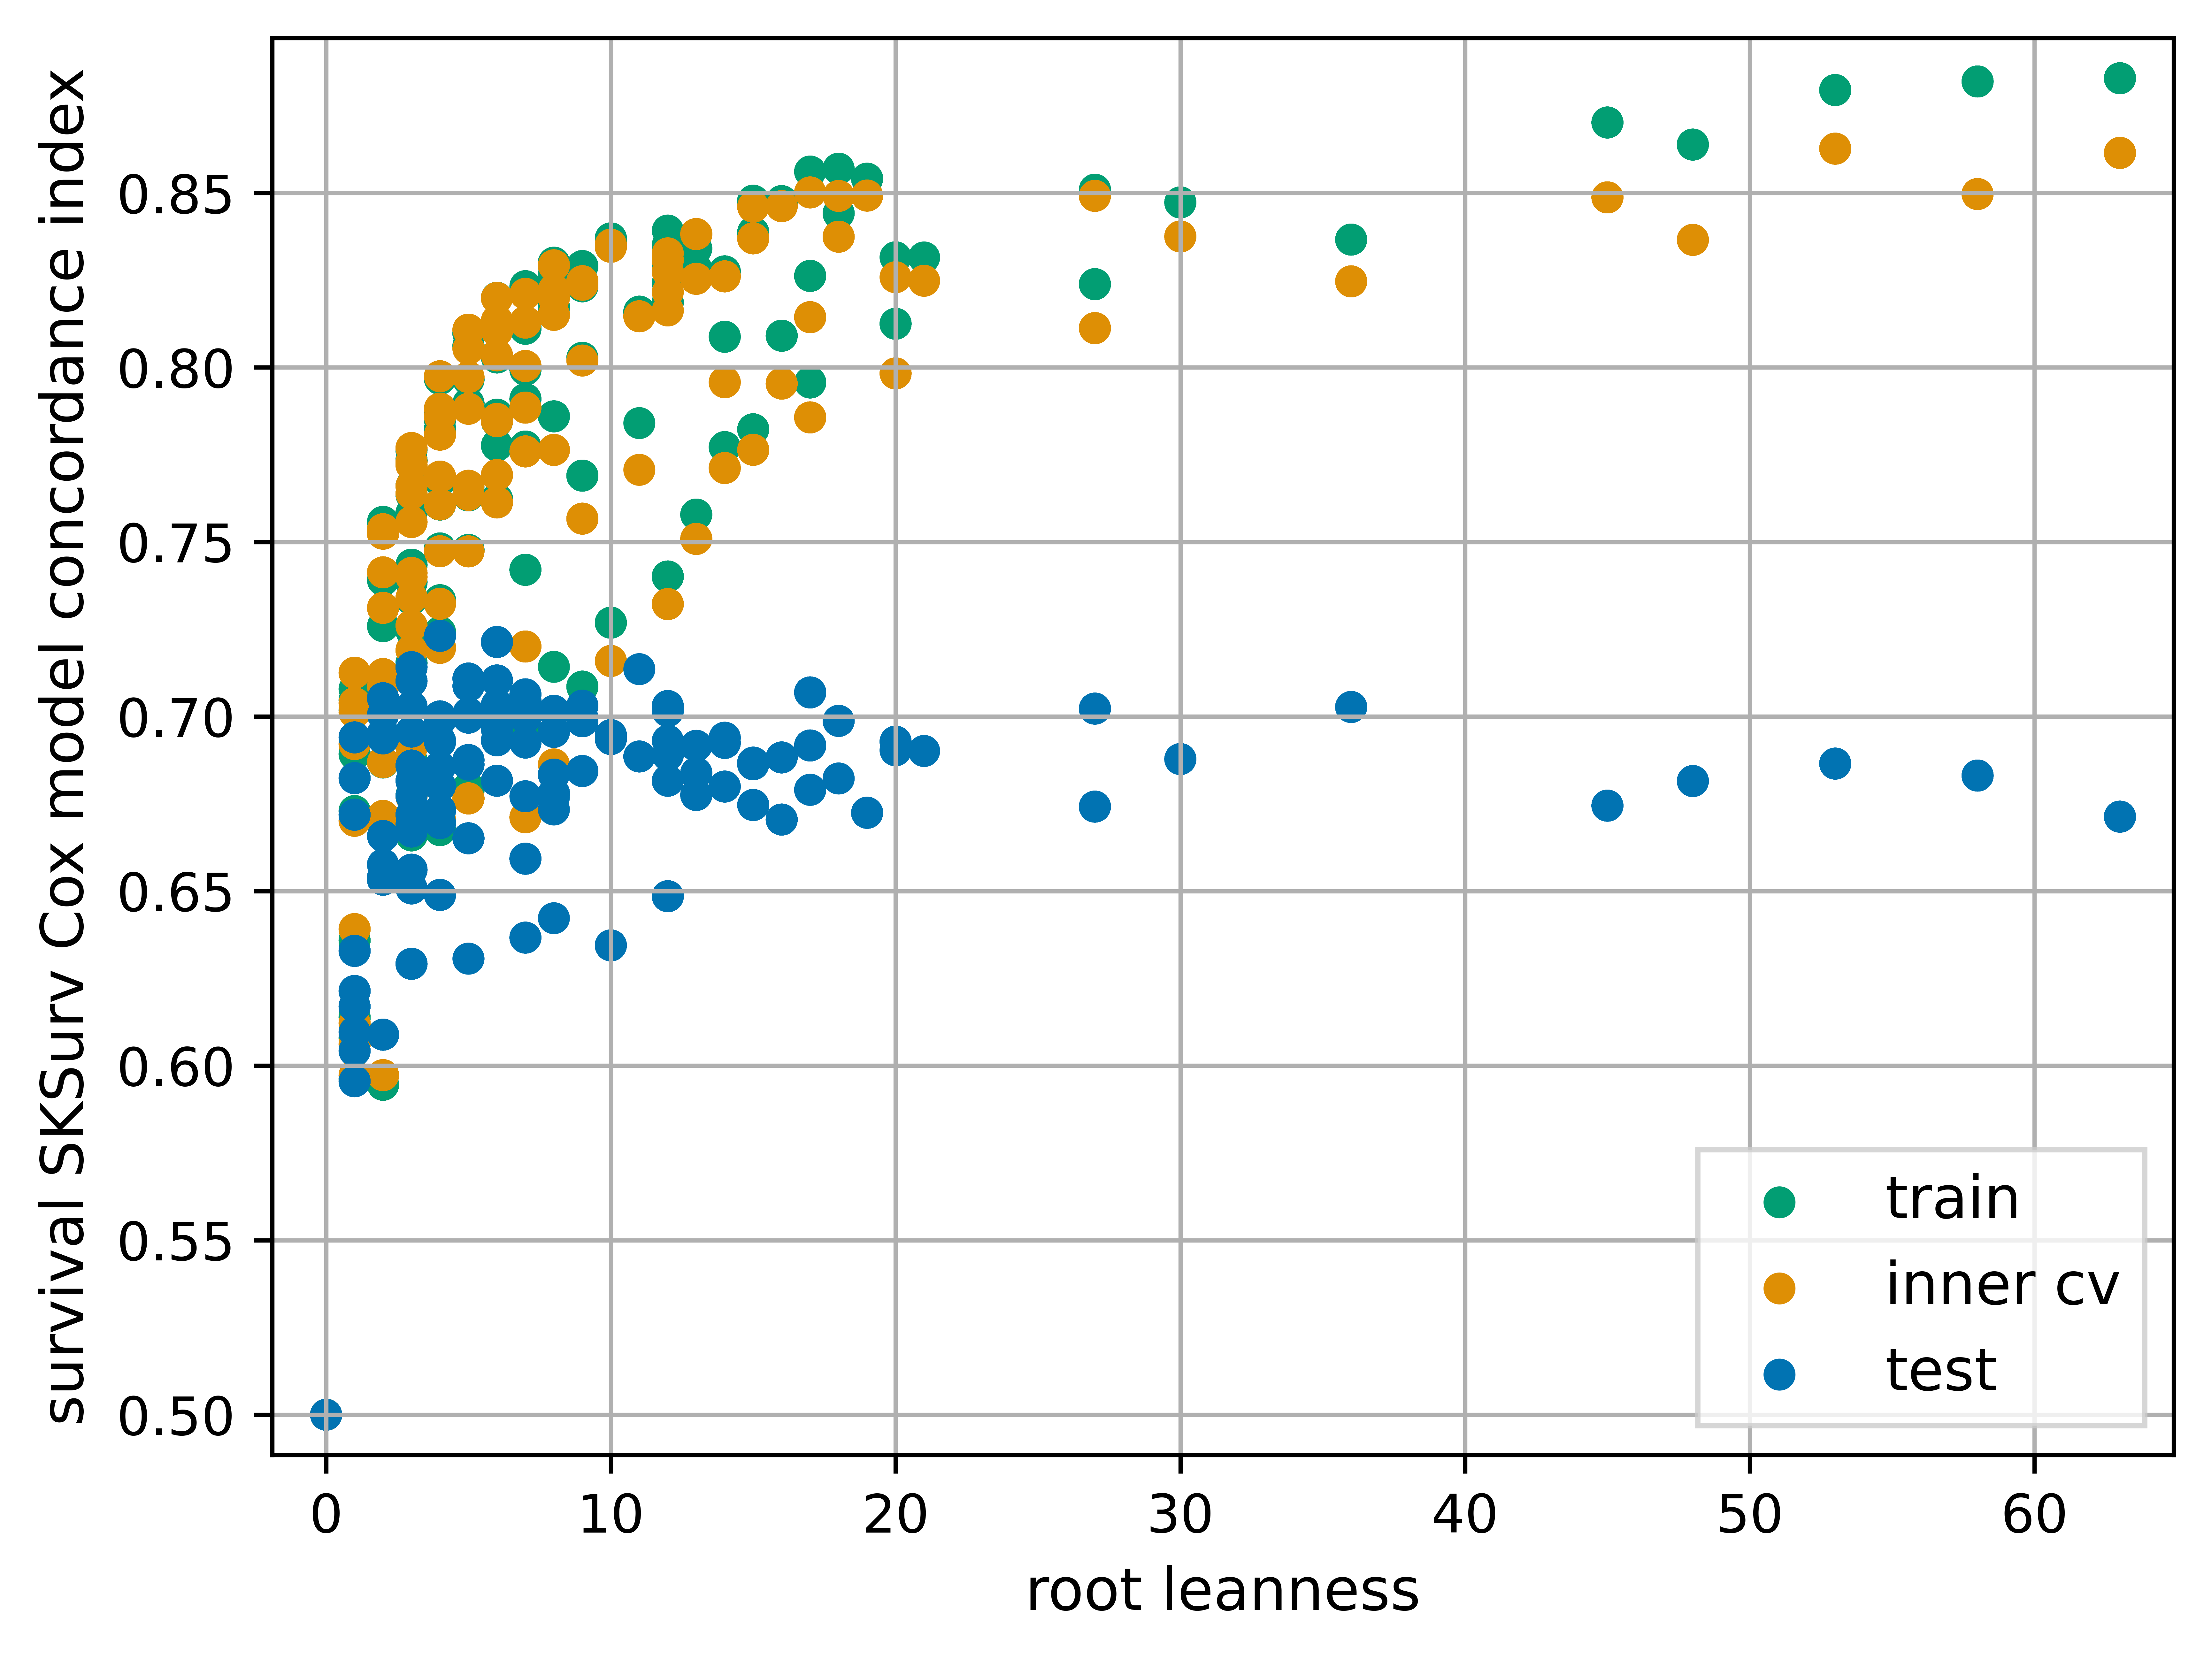 survival SKSurv Cox model concordance index
0.85
0.80
0.75
0.70
0.65
0.60
0.55
0.50
train
inner cv
test
0 10 20 30 40 50 60
root leanness